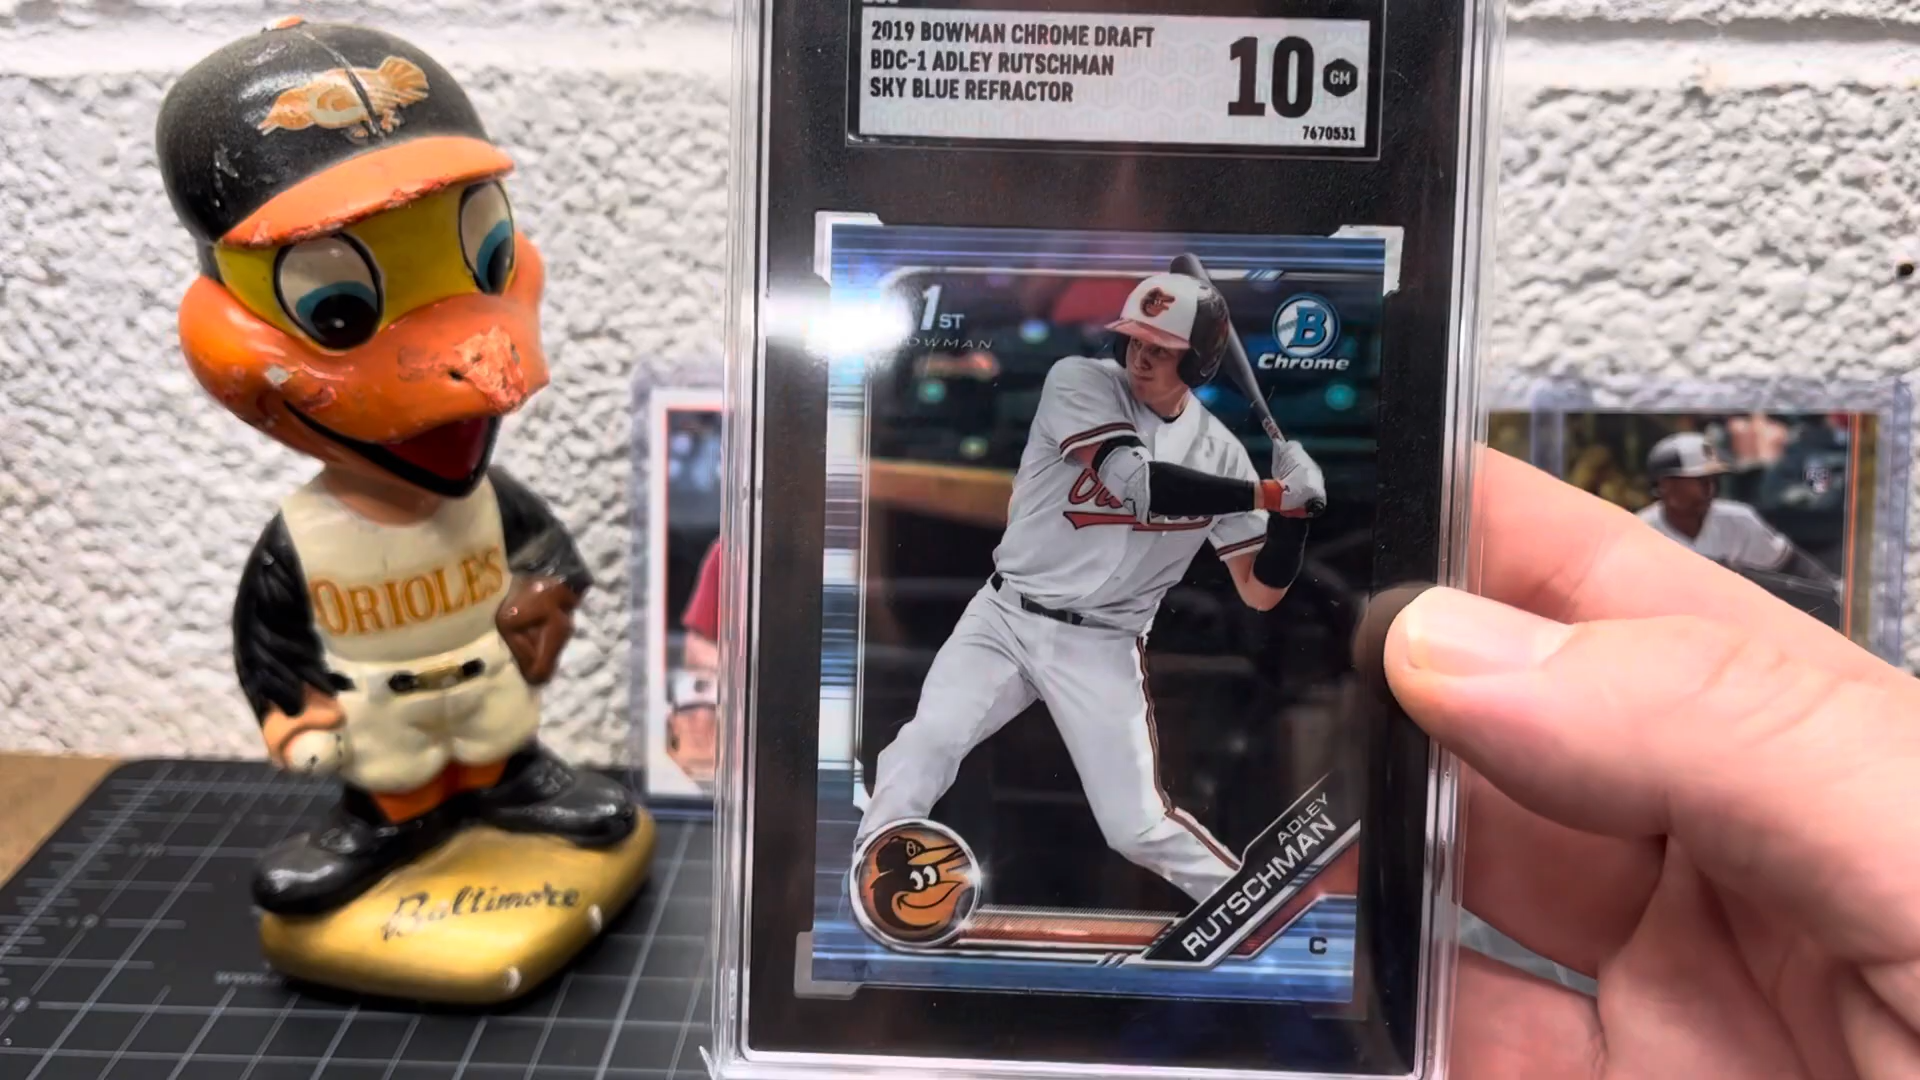 2019 BOWMAN CHROME DRAFT
BDC-1 ADLEY RUTSCHMAN
SKY BLUE REFRACTOR
10
GM
7670531
1ST
OWMAN
B
Chrome
ADLEY
RUTSCHMAN
C
ORIOLES
Baltimore